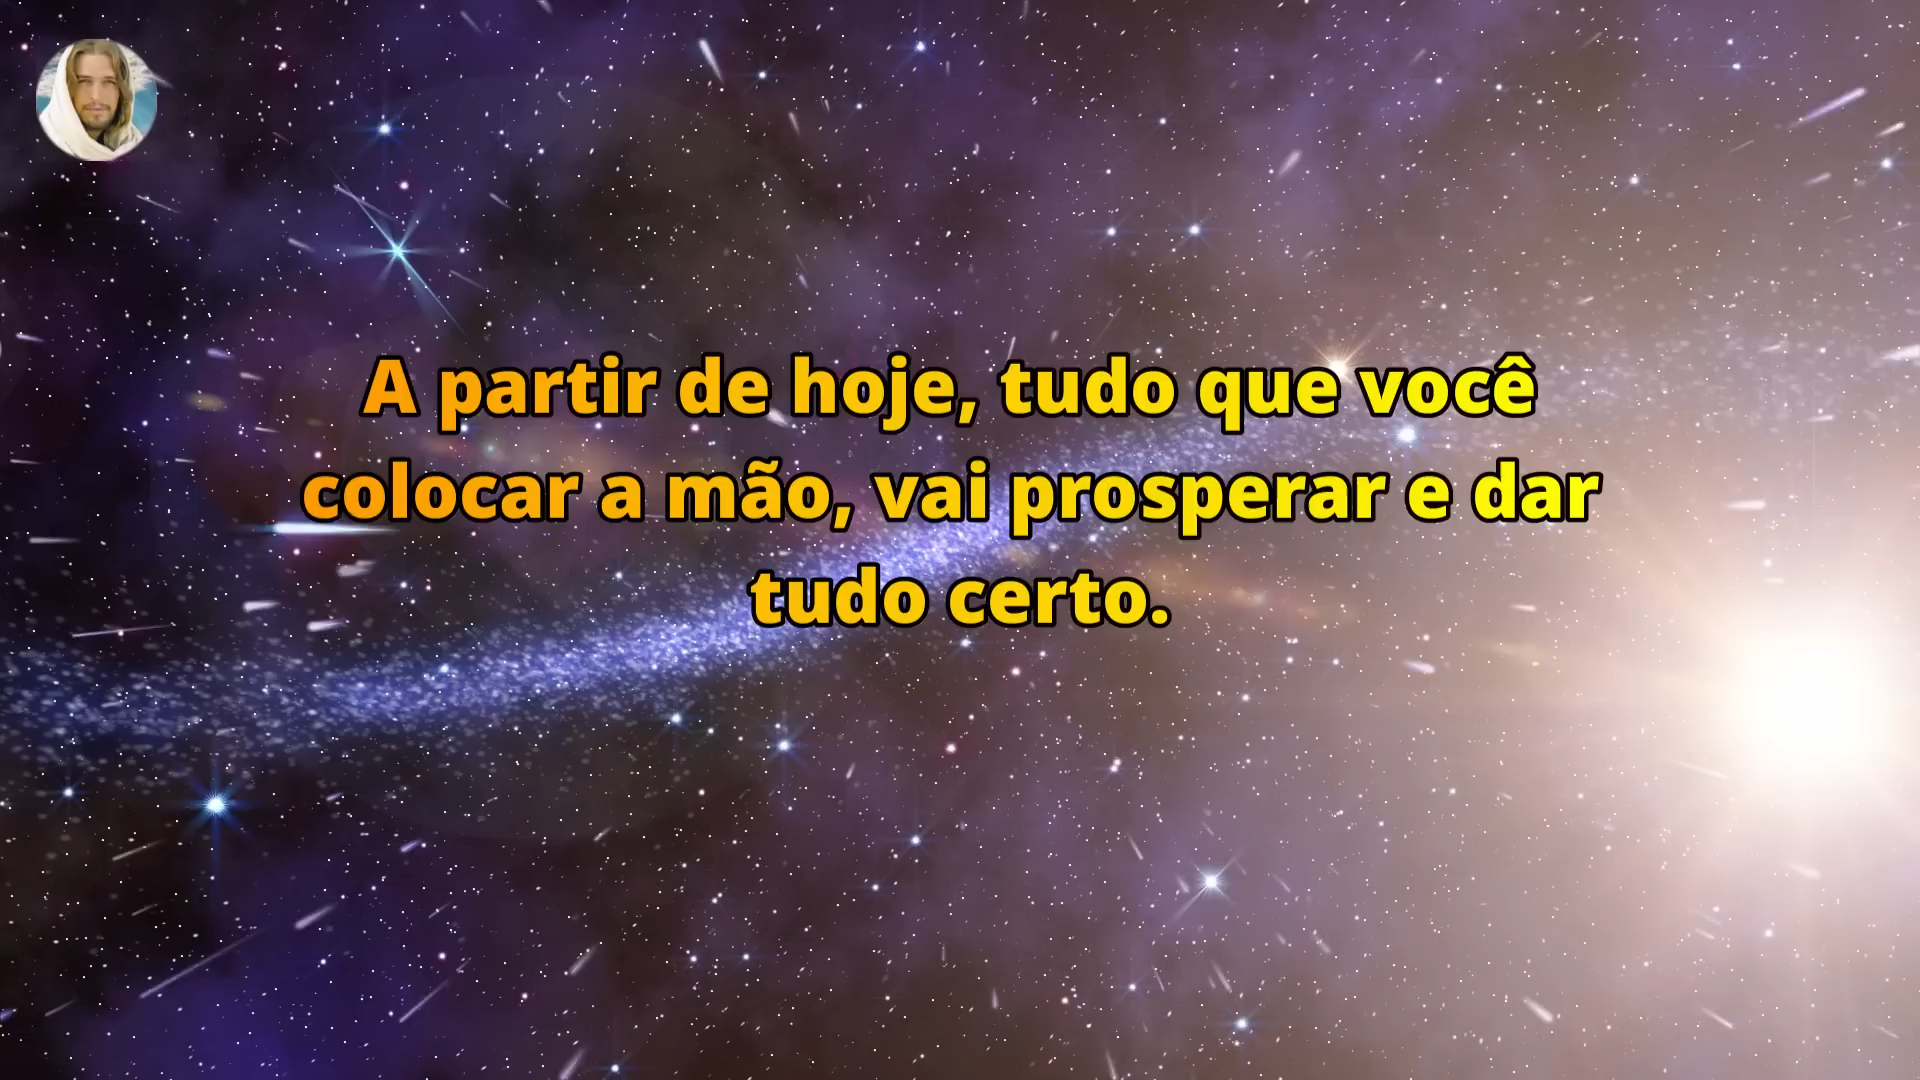 A partir de hoje, tudo que você
colocar a mão, vai prosperar e dar
tudo certo.